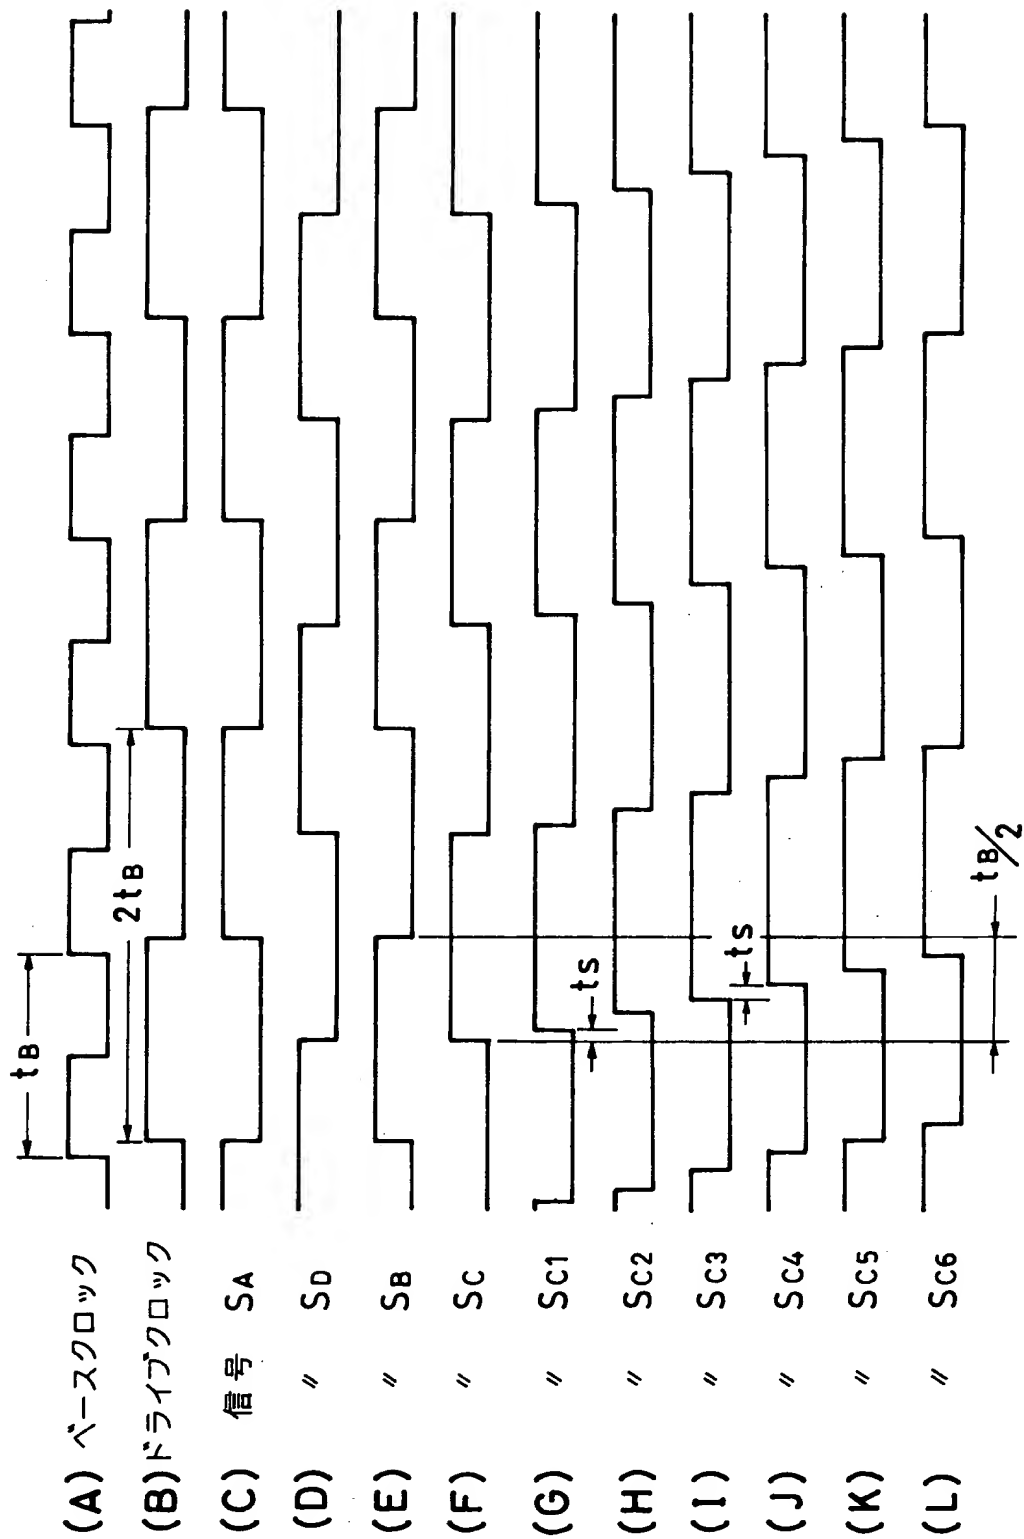 (A) ベースクロック
(B) ドライブクロック
(C) 信号 SA
(D) 〃 SD
(E) 〃 SB
(F) 〃 SC
(G) 〃 SC1
(H) 〃 SC2
(I) 〃 SC3
(J) 〃 SC4
(K) 〃 SC5
(L) 〃 SC6
tB
2tB
tS
tS
tB/2